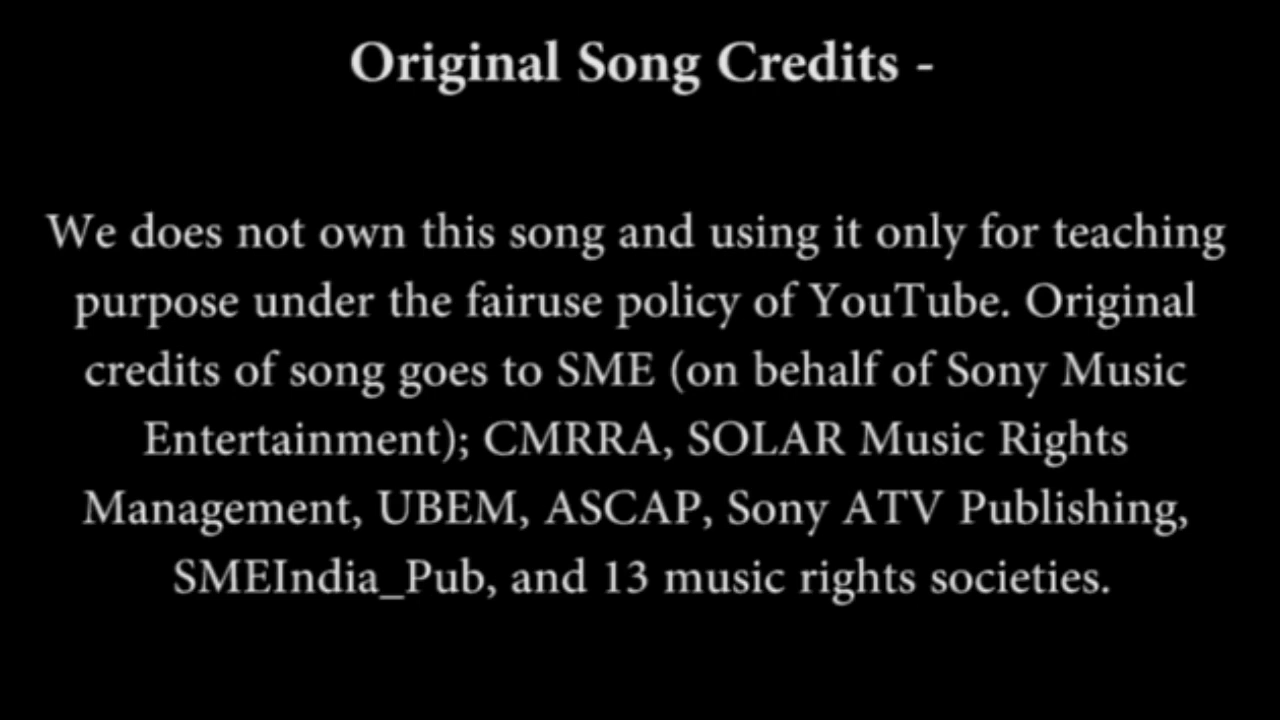 Original Song Credits -
We does not own this song and using it only for teaching
purpose under the fairuse policy of YouTube. Original
credits of song goes to SME (on behalf of Sony Music
Entertainment); CMRRA, SOLAR Music Rights
Management, UBEM, ASCAP, Sony ATV Publishing,
SMEIndia_Pub, and 13 music rights societies.